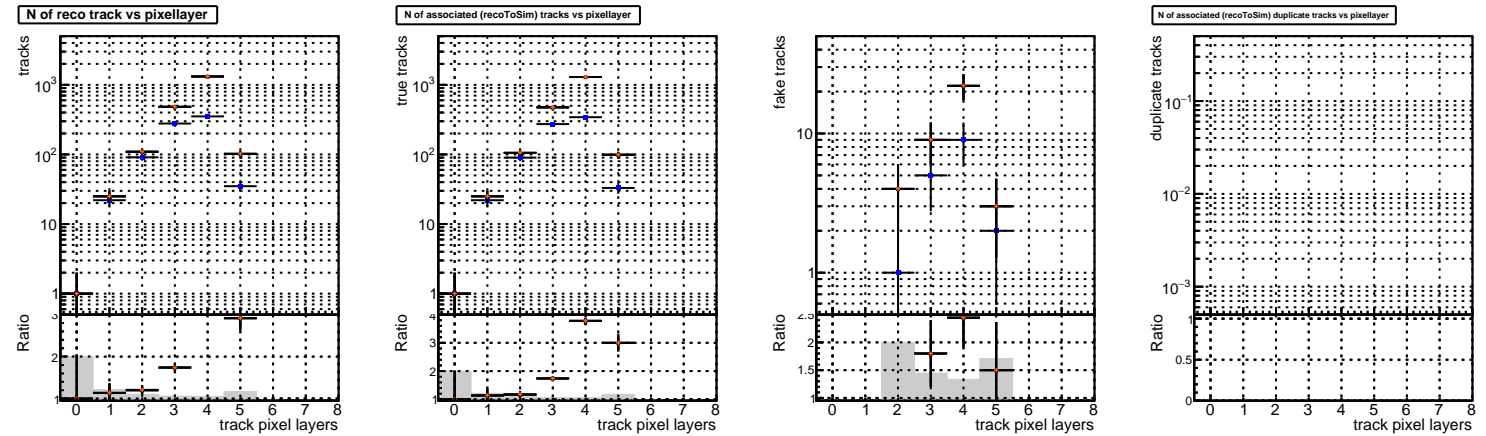 N of reco track vs pixellayer
tracks
10³
10²
10
1
Ratio
3
2
1
0 1 2 3 4 5 6 7 8
track pixel layers
N of associated (recoToSim) tracks vs pixellayer
true tracks
10³
10²
10
1
Ratio
4
3
2
1
0 1 2 3 4 5 6 7 8
track pixel layers
fake tracks
10
1
Ratio
2.5
2
1.5
1
0 1 2 3 4 5 6 7 8
track pixel layers
N of associated (recoToSim) duplicate tracks vs pixellayer
duplicate tracks
10⁻¹
10⁻²
10⁻³
Ratio
1
0.5
0
0 1 2 3 4 5 6 7 8
track pixel layers